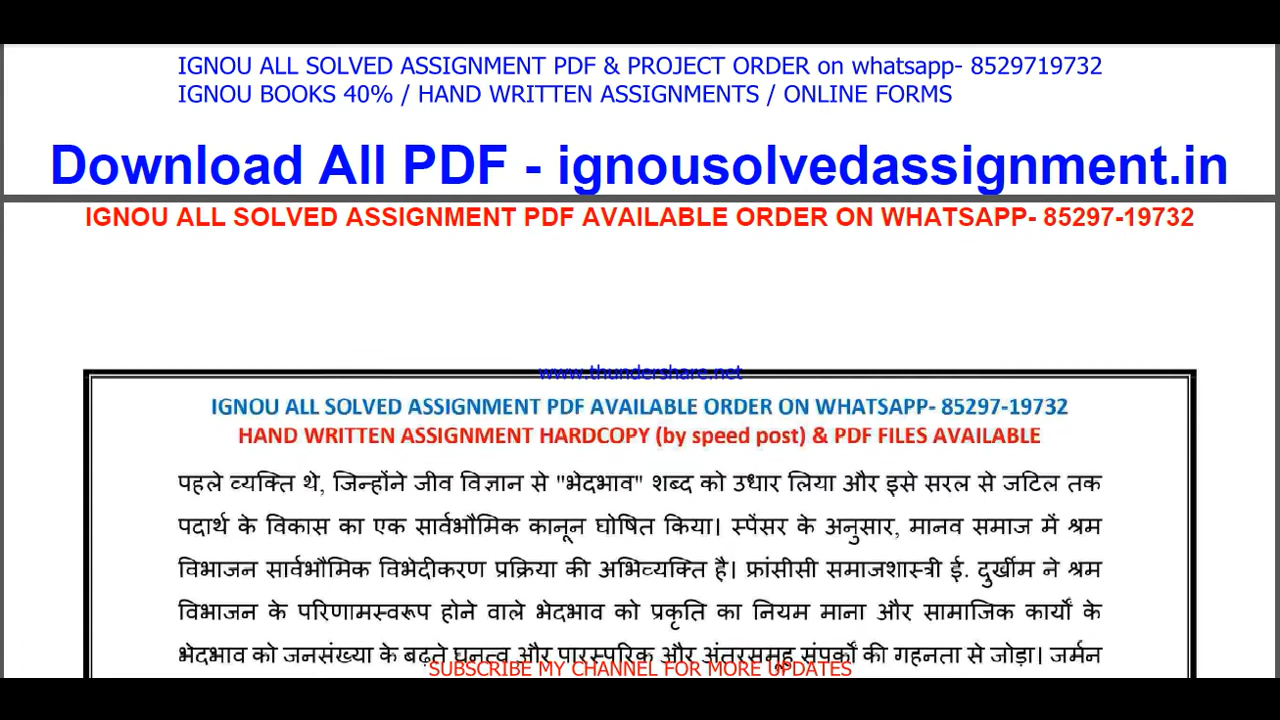 IGNOU ALL SOLVED ASSIGNMENT PDF & PROJECT ORDER on whatsapp- 8529719732
IGNOU BOOKS 40% / HAND WRITTEN ASSIGNMENTS / ONLINE FORMS
Download All PDF - ignousolvedassignment.in
IGNOU ALL SOLVED ASSIGNMENT PDF AVAILABLE ORDER ON WHATSAPP- 85297-19732
www.thundershare.net
IGNOU ALL SOLVED ASSIGNMENT PDF AVAILABLE ORDER ON WHATSAPP- 85297-19732
HAND WRITTEN ASSIGNMENT HARDCOPY (by speed post) & PDF FILES AVAILABLE
पहले व्यक्ति थे, जिन्होंने जीव विज्ञान से "भेदभाव" शब्द को उधार लिया और इसे सरल से जटिल तक
पदार्थ के विकास का एक सार्वभौमिक कानून घोषित किया। स्पेंसर के अनुसार, मानव समाज में श्रम
विभाजन सार्वभौमिक विभेदीकरण प्रक्रिया की अभिव्यक्ति है। फ्रांसीसी समाजशास्त्री ई. दुर्खीम ने श्रम
विभाजन के परिणामस्वरूप होने वाले भेदभाव को प्रकृति का नियम माना और सामाजिक कार्यों के
भेदभाव को जनसंख्या के बढ़ते घनत्व और पारस्परिक और अंतरसमूह संपर्कों की गहनता से जोड़ा। जर्मन
SUBSCRIBE MY CHANNEL FOR MORE UPDATES